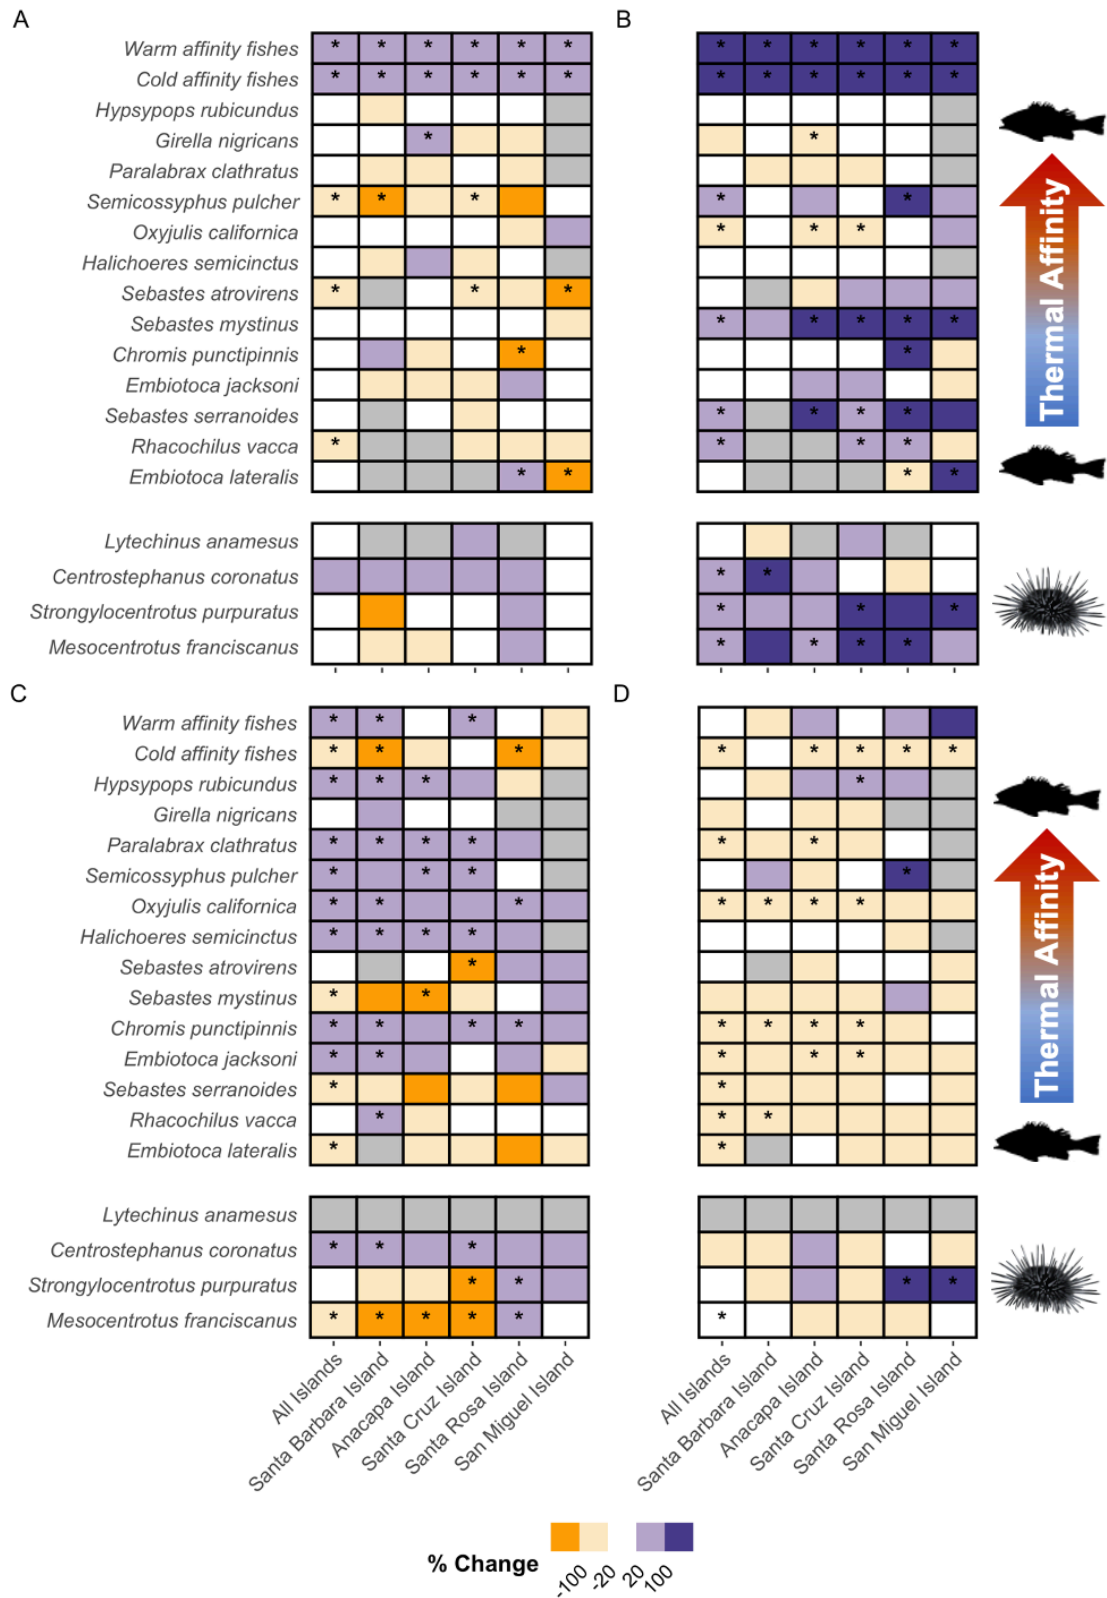 A
B
Warm affinity fishes
Cold affinity fishes
Hypsypops rubicundus
Girella nigricans
Paralabrax clathratus
Semicossyphus pulcher
Oxyjulis californica
Halichoeres semicinctus
Sebastes atrovirens
Sebastes mystinus
Chromis punctipinnis
Embiotoca jacksoni
Sebastes serranoides
Rhacochilus vacca
Embiotoca lateralis
Thermal Affinity
Lytechinus anamesus
Centrostephanus coronatus
Strongylocentrotus purpuratus
Mesocentrotus franciscanus
C
D
Warm affinity fishes
Cold affinity fishes
Hypsypops rubicundus
Girella nigricans
Paralabrax clathratus
Semicossyphus pulcher
Oxyjulis californica
Halichoeres semicinctus
Sebastes atrovirens
Sebastes mystinus
Chromis punctipinnis
Embiotoca jacksoni
Sebastes serranoides
Rhacochilus vacca
Embiotoca lateralis
Thermal Affinity
Lytechinus anamesus
Centrostephanus coronatus
Strongylocentrotus purpuratus
Mesocentrotus franciscanus
All Islands
Santa Barbara Island
Anacapa Island
Santa Cruz Island
Santa Rosa Island
San Miguel Island
All Islands
Santa Barbara Island
Anacapa Island
Santa Cruz Island
Santa Rosa Island
San Miguel Island
% Change
-100
-20
20
100